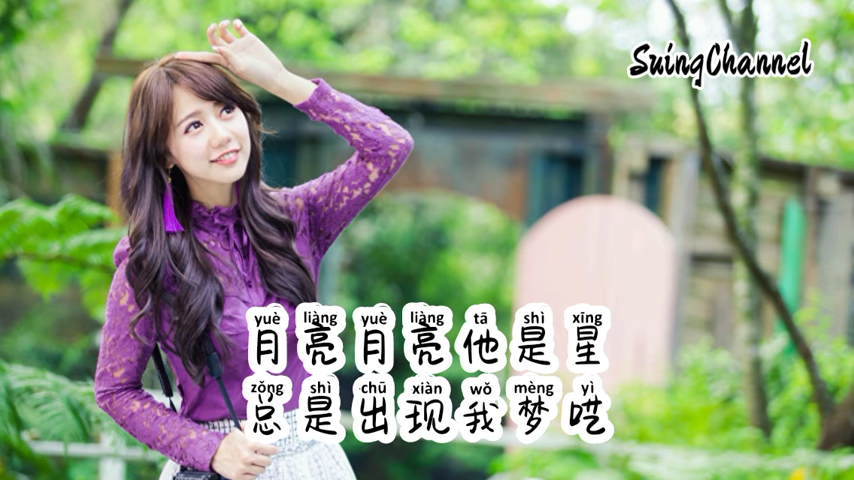 SuingChannel
yuè liàng yuè liàng tā shì xīng
月亮月亮他是星
zǒng shì chū xiàn wǒ mèng yì
总是出现我梦呓